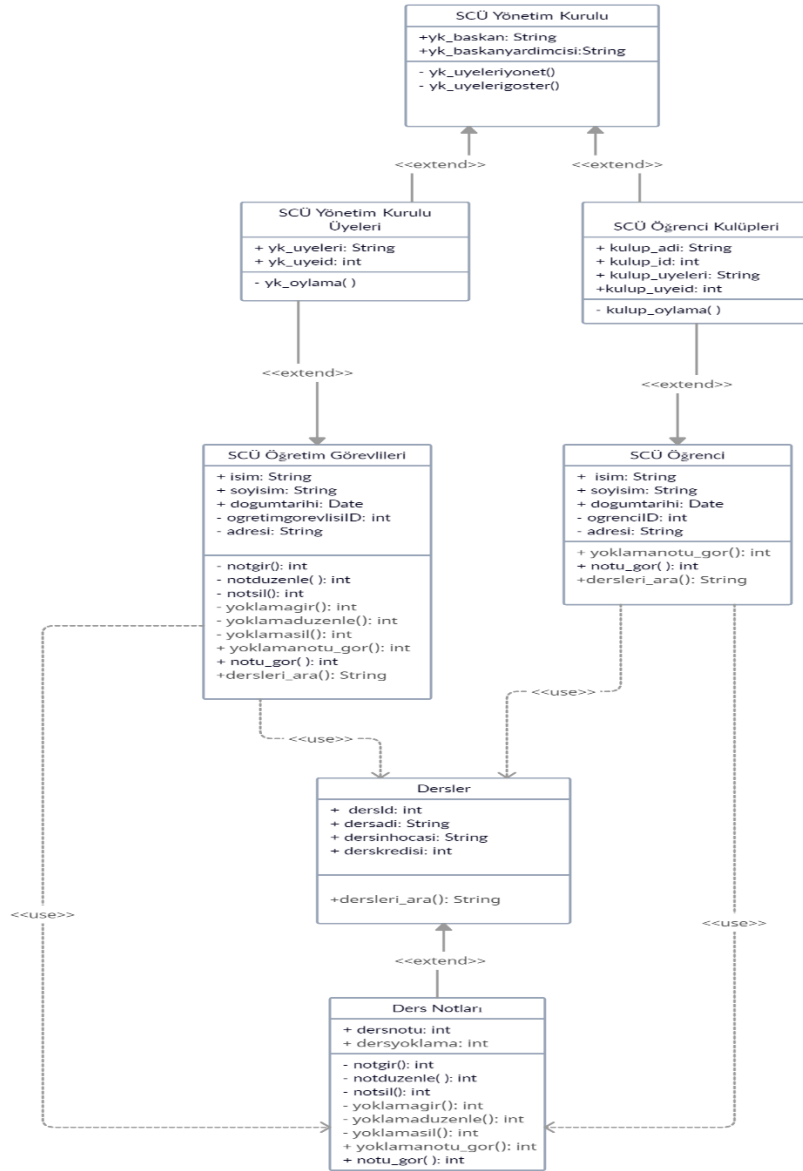 SCÜ Yönetim Kurulu
+yk_baskan: String
+yk_baskanyardimcisi:String
- yk_uyeleriyonet()
- yk_uyelerigoster()
<<extend>>
<<extend>>
SCÜ Yönetim Kurulu
Üyeleri
+ yk_uyeleri: String
+ yk_uyeid: int
- yk_oylama( )
SCÜ Öğrenci Kulüpleri
+ kulup_adi: String
+ kulup_id: int
+ kulup_uyeleri: String
+kulup_uyeid: int
- kulup_oylama( )
<<extend>>
<<extend>>
SCÜ Öğretim Görevlileri
+ isim: String
+ soyisim: String
+ dogumtarihi: Date
- ogretimgorevlisiID: int
- adresi: String
- notgir(): int
- notduzenle( ): int
- notsil(): int
- yoklamagir(): int
- yoklamaduzenle(): int
- yoklamasil(): int
+ yoklamanotu_gor(): int
+ notu_gor( ): int
+dersleri_ara(): String
SCÜ Öğrenci
+ isim: String
+ soyisim: String
+ dogumtarihi: Date
- ogrenciID: int
- adresi: String
+ yoklamanotu_gor(): int
+ notu_gor( ): int
+dersleri_ara(): String
<<use>>
<<use>>
Dersler
+ dersId: int
+ dersadi: String
+ dersinhocasi: String
+ derskredisi: int
+dersleri_ara(): String
<<use>>
<<use>>
<<extend>>
Ders Notları
+ dersnotu: int
+ dersyoklama: int
- notgir(): int
- notduzenle( ): int
- notsil(): int
- yoklamagir(): int
- yoklamaduzenle(): int
- yoklamasil(): int
+ yoklamanotu_gor(): int
+ notu_gor( ): int